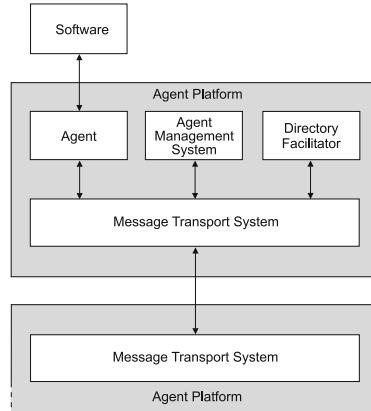 Software
Agent Platform
Agent
Agent
Management
System
Directory
Facilitator
Message Transport System
Message Transport System
Agent Platform